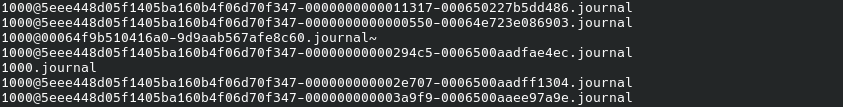 1000@5eee448d05f1405ba160b4f06d70f347-0000000000011317-000650227b5dd486.journal
1000@5eee448d05f1405ba160b4f06d70f347-0000000000000550-00064e723e086903.journal
1000@00064f9b510416a0-9d9aab567afe8c60.journal~
1000@5eee448d05f1405ba160b4f06d70f347-00000000000294c5-0006500aadfae4ec.journal
1000.journal
1000@5eee448d05f1405ba160b4f06d70f347-000000000002e707-0006500aadff1304.journal
1000@5eee448d05f1405ba160b4f06d70f347-000000000003a9f9-0006500aaee97a9e.journal